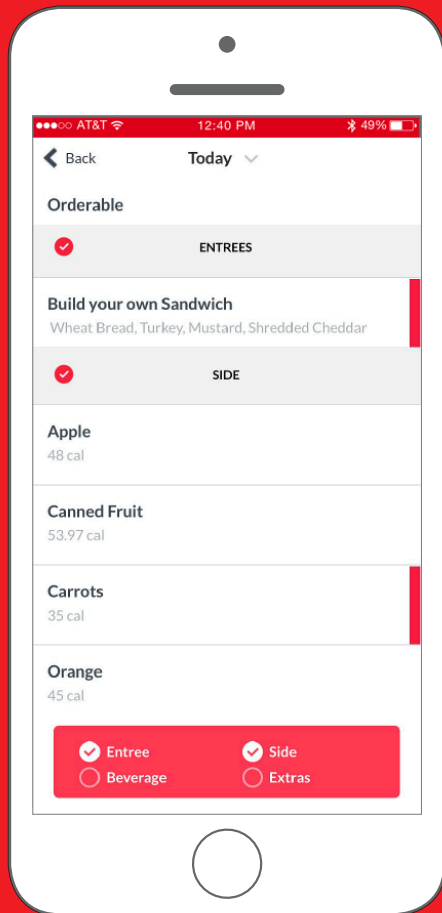 AT&T 12:40 PM 49%
Back Today
Orderable
ENTREES
Build your own Sandwich
Wheat Bread, Turkey, Mustard, Shredded Cheddar
SIDE
Apple
48 cal
Canned Fruit
53.97 cal
Carrots
35 cal
Orange
45 cal
Entree Side
Beverage Extras